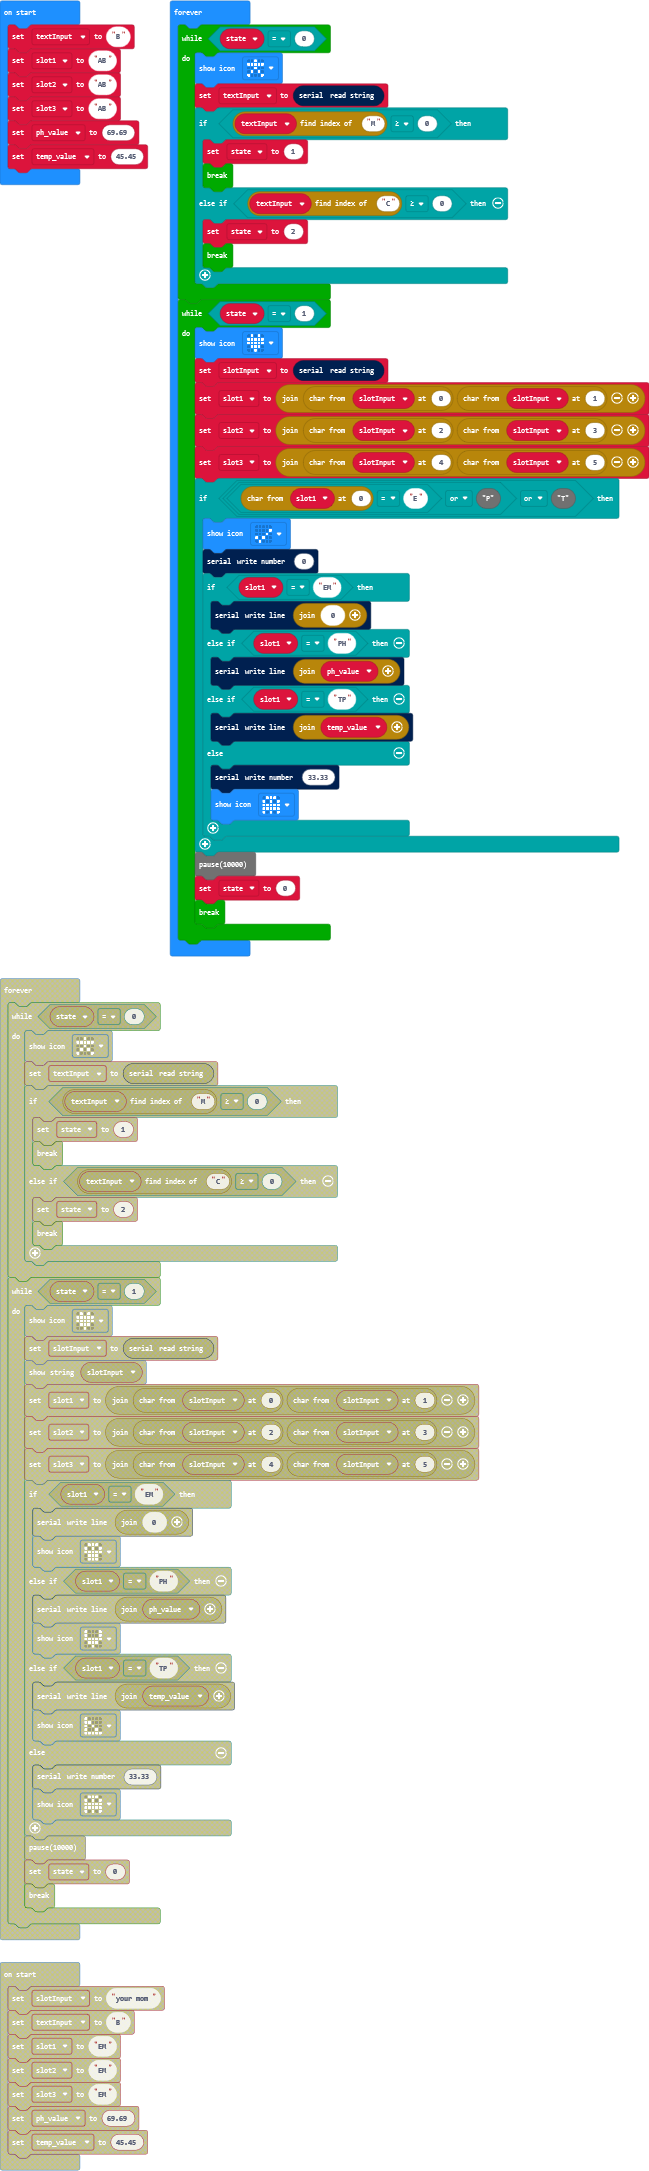 on start
set textInput to "B"
set slot1 to "AB"
set slot2 to "AB"
set slot3 to "AB"
set ph_value to 69.69
set temp_value to 45.45
forever
while state = 0
do
show icon
set textInput to serial read string
if textInput find index of "M" ≥ 0 then
set state to 1
break
else if textInput find index of "C" ≥ 0 then
set state to 2
break
while state = 1
do
show icon
set slotInput to serial read string
set slot1 to join char from slotInput at 0 char from slotInput at 1
set slot2 to join char from slotInput at 2 char from slotInput at 3
set slot3 to join char from slotInput at 4 char from slotInput at 5
if char from slot1 at 0 = "E" or "P" or "T" then
show icon
serial write number 0
if slot1 = "EM" then
serial write line join 0
else if slot1 = "PH" then
serial write line join ph_value
else if slot1 = "TP" then
serial write line join temp_value
else
serial write number 33.33
show icon
pause(10000)
set state to 0
break
forever
while state = 0
do
show icon
set textInput to serial read string
if textInput find index of "M" ≥ 0 then
set state to 1
break
else if textInput find index of "C" ≥ 0 then
set state to 2
break
while state = 1
do
show icon
set slotInput to serial read string
show string slotInput
set slot1 to join char from slotInput at 0 char from slotInput at 1
set slot2 to join char from slotInput at 2 char from slotInput at 3
set slot3 to join char from slotInput at 4 char from slotInput at 5
if slot1 = "EM" then
serial write line join 0
show icon
else if slot1 = "PH" then
serial write line join ph_value
show icon
else if slot1 = "TP" then
serial write line join temp_value
show icon
else
serial write number 33.33
show icon
pause(10000)
set state to 0
break
on start
set slotInput to "your mom"
set textInput to "B"
set slot1 to "EM"
set slot2 to "EM"
set slot3 to "EM"
set ph_value to 69.69
set temp_value to 45.45